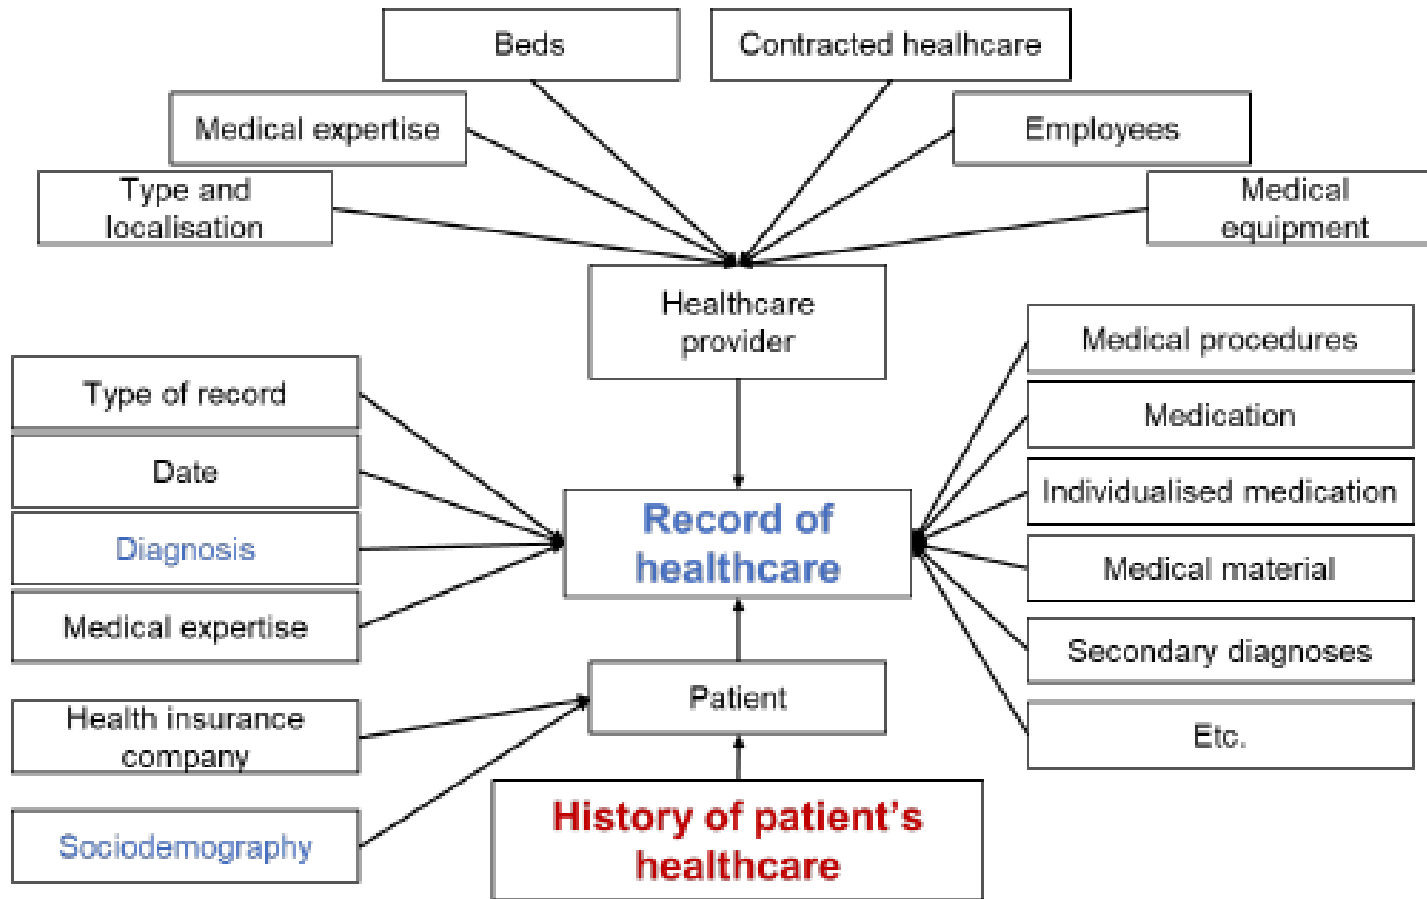 Beds
Contracted healhcare
Medical expertise
Employees
Type and
localisation
Medical
equipment
Healthcare
provider
Medical procedures
Type of record
Medication
Date
Individualised medication
Record of
healthcare
Diagnosis
Medical material
Medical expertise
Secondary diagnoses
Patient
Health insurance
company
Etc.
History of patient's
healthcare
Sociodemography